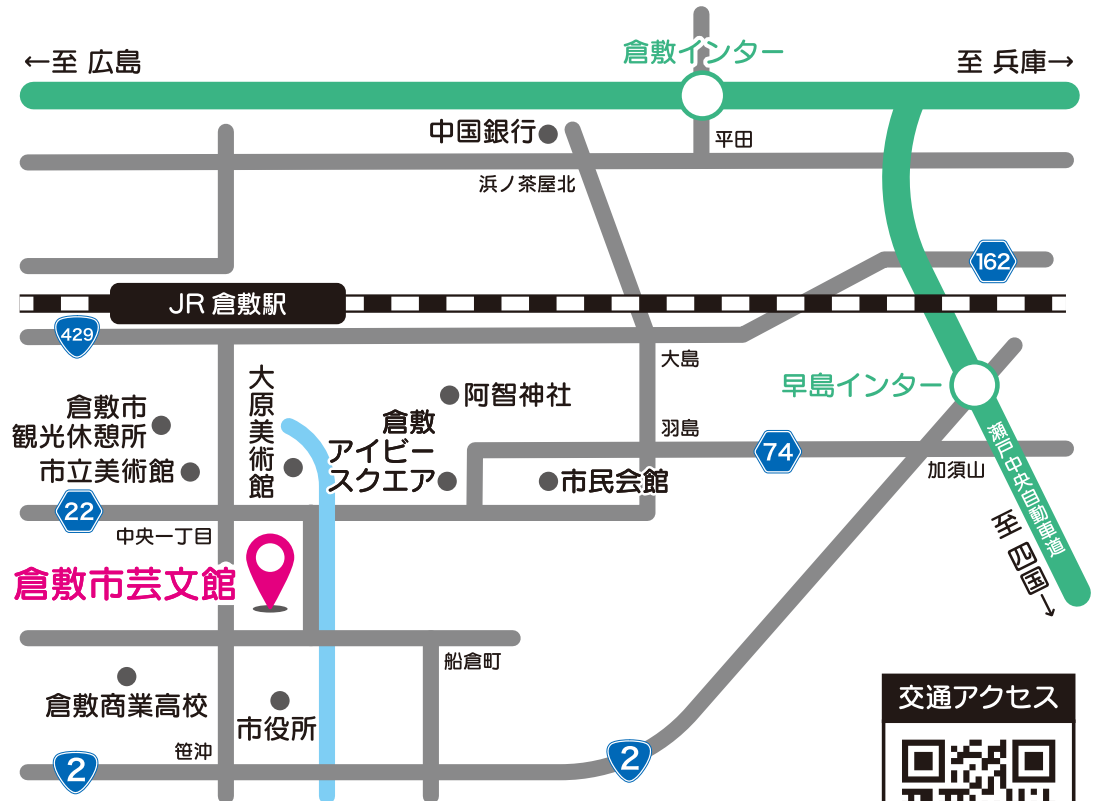 ←至 広島
倉敷インター
至 兵庫→
中国銀行
平田
浜ノ茶屋北
162
JR 倉敷駅
429
大島
大原美術館
阿智神社
早島インター
倉敷市
観光休憩所
倉敷
アイビー
スクエア
羽島
74
市立美術館
市民会館
加須山
瀬戸中央自動車道
至 四国→
22
中央一丁目
倉敷市芸文館
船倉町
倉敷商業高校
市役所
笹沖
2
2
交通アクセス